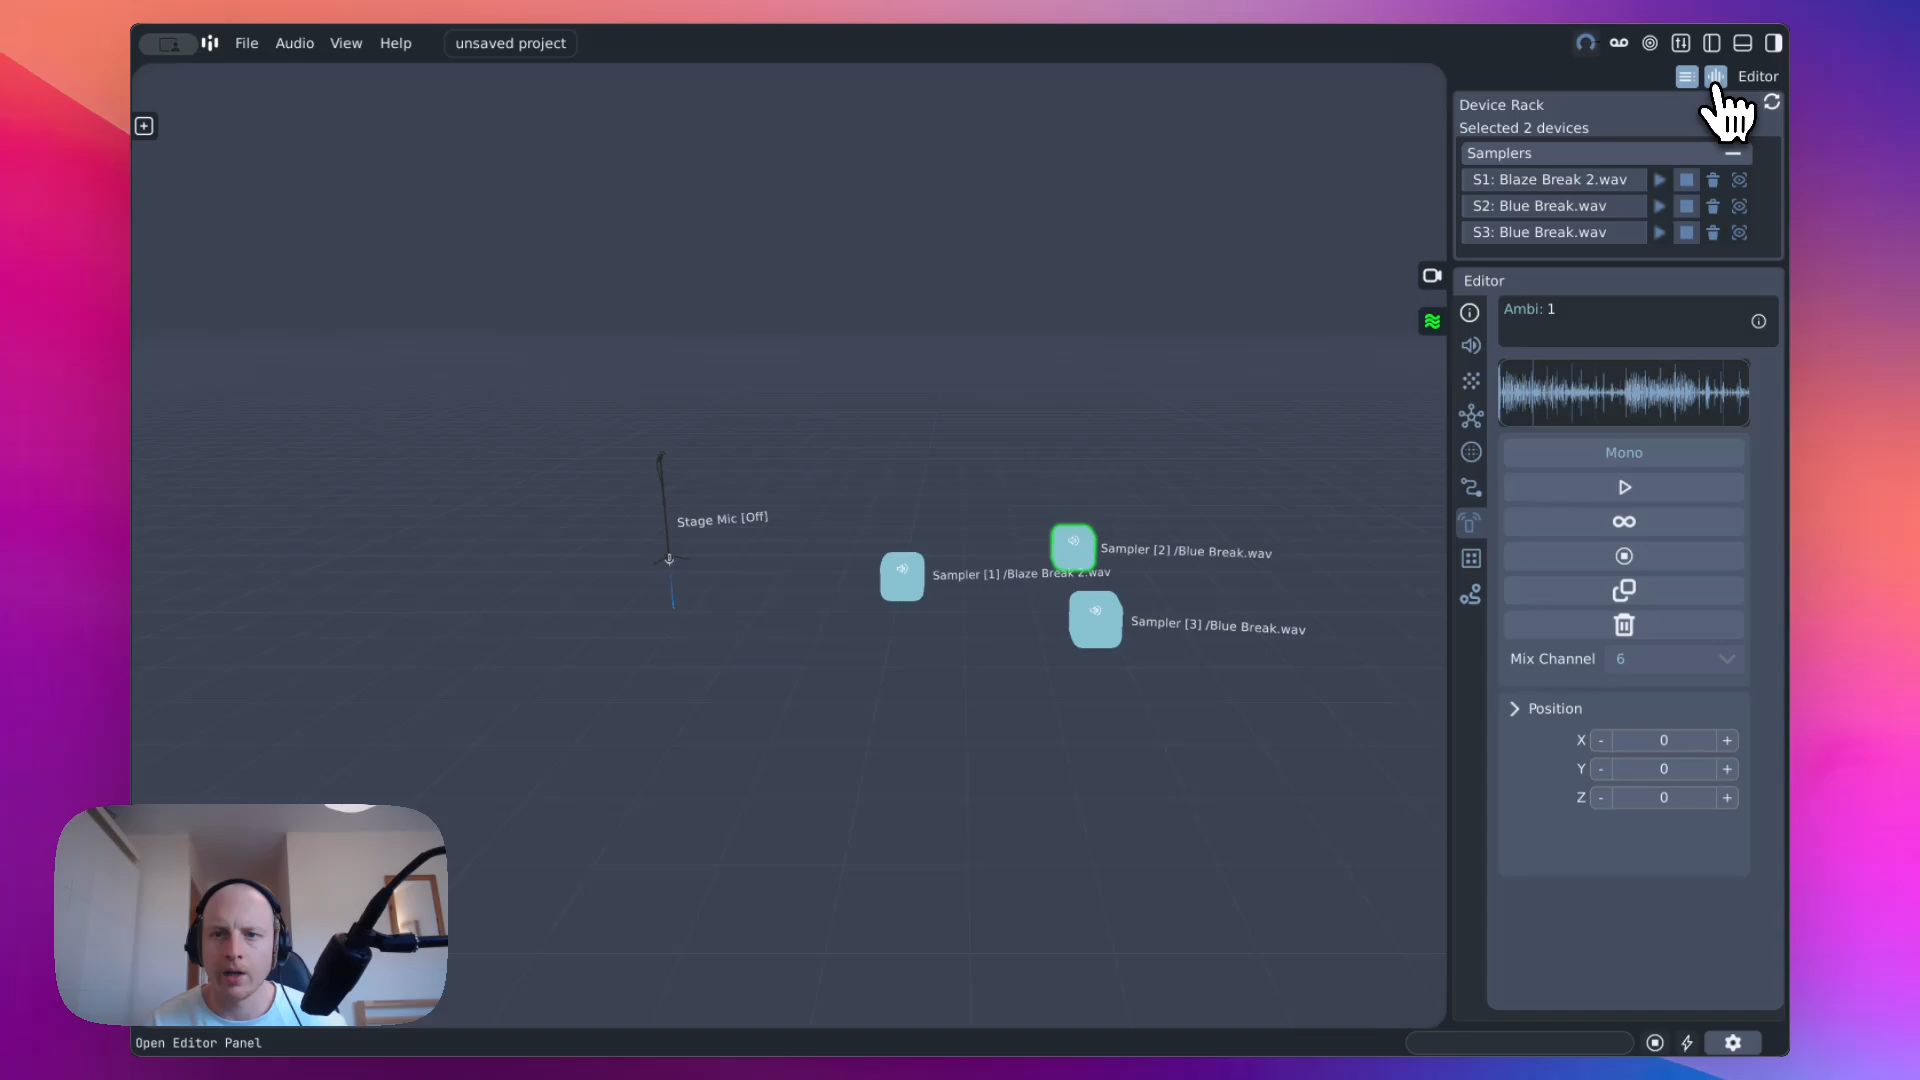 File Audio View Help unsaved project
Editor
Device Rack
Selected 2 devices
Samplers
S1: Blaze Break 2.wav
S2: Blue Break.wav
S3: Blue Break.wav
Editor
Ambi: 1
Mono
Mix Channel 6
Position
X - 0 +
Y - 0 +
Z - 0 +
Stage Mic [Off]
Sampler [2] /Blue Break.wav
Sampler [1] /Blaze Break 2.wav
Sampler [3] /Blue Break.wav
Open Editor Panel